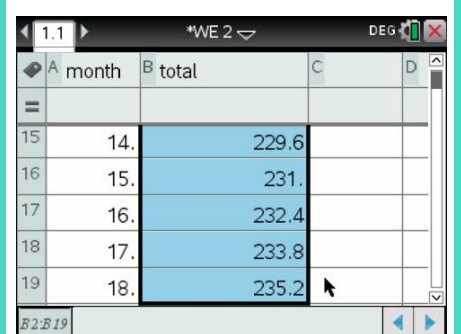 1.1 *WE 2 DEG
A month B total C D
=
15 14. 229.6
16 15. 231.
17 16. 232.4
18 17. 233.8
19 18. 235.2
B2:B19